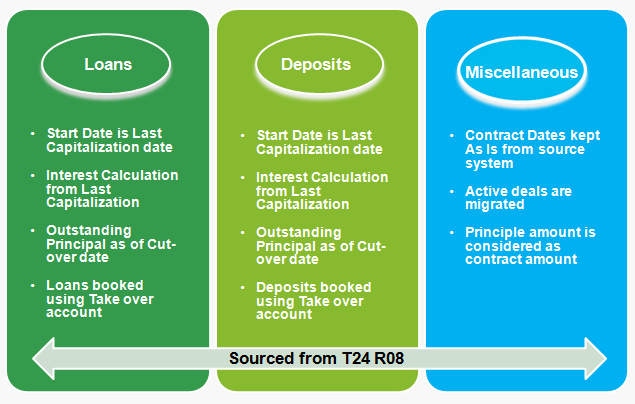 Loans
• Start Date is Last
Capitalization date
• Interest Calculation
from Last
Capitalization
• Outstanding
Principal as of Cut-
over date
• Loans booked
using Take over
account
Deposits
• Start Date is Last
Capitalization date
• Interest Calculation
from Last
Capitalization
• Outstanding
Principal as of Cut-
over date
• Deposits booked
using Take over
account
Miscellaneous
• Contract Dates kept
As Is from source
system
• Active deals are
migrated
• Principle amount is
considered as
contract amount
Sourced from T24 R08